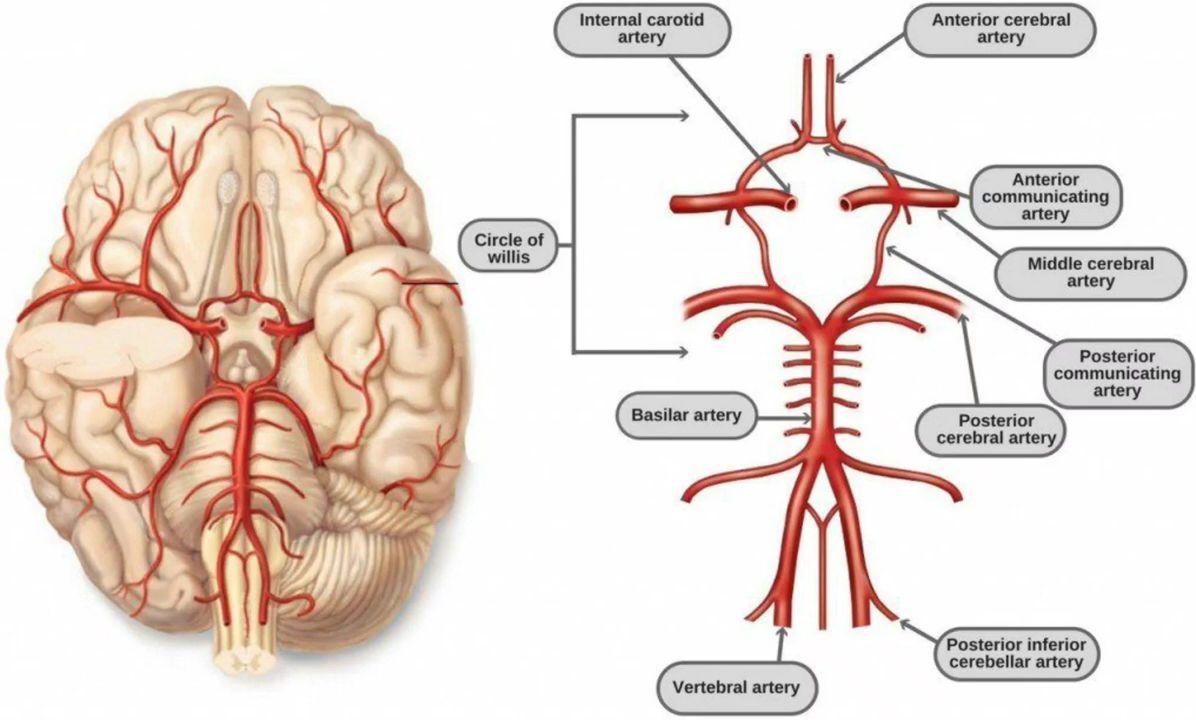 Internal carotid
artery
Anterior cerebral
artery
Anterior
communicating
artery
Circle of
willis
Middle cerebral
artery
Posterior
communicating
artery
Basilar artery
Posterior
cerebral artery
Posterior inferior
cerebellar artery
Vertebral artery